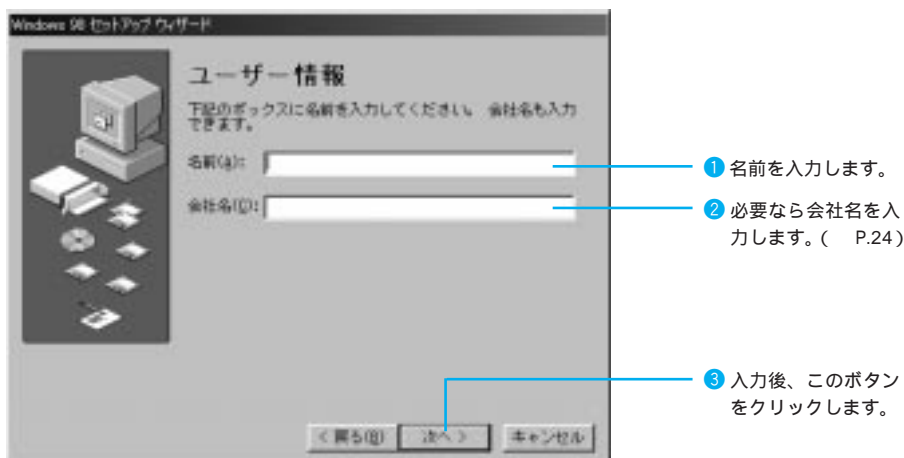 Windows 98 セットアップ ウィザード
ユーザー情報
下記のボックスに名前を入力してください。 会社名も入力
できます。
名前(a):
会社名(O):
< 戻る(B)
次へ >
キャンセル
1 名前を入力します。
2 必要なら会社名を入
力します。( P.24)
3 入力後、このボタン
をクリックします。